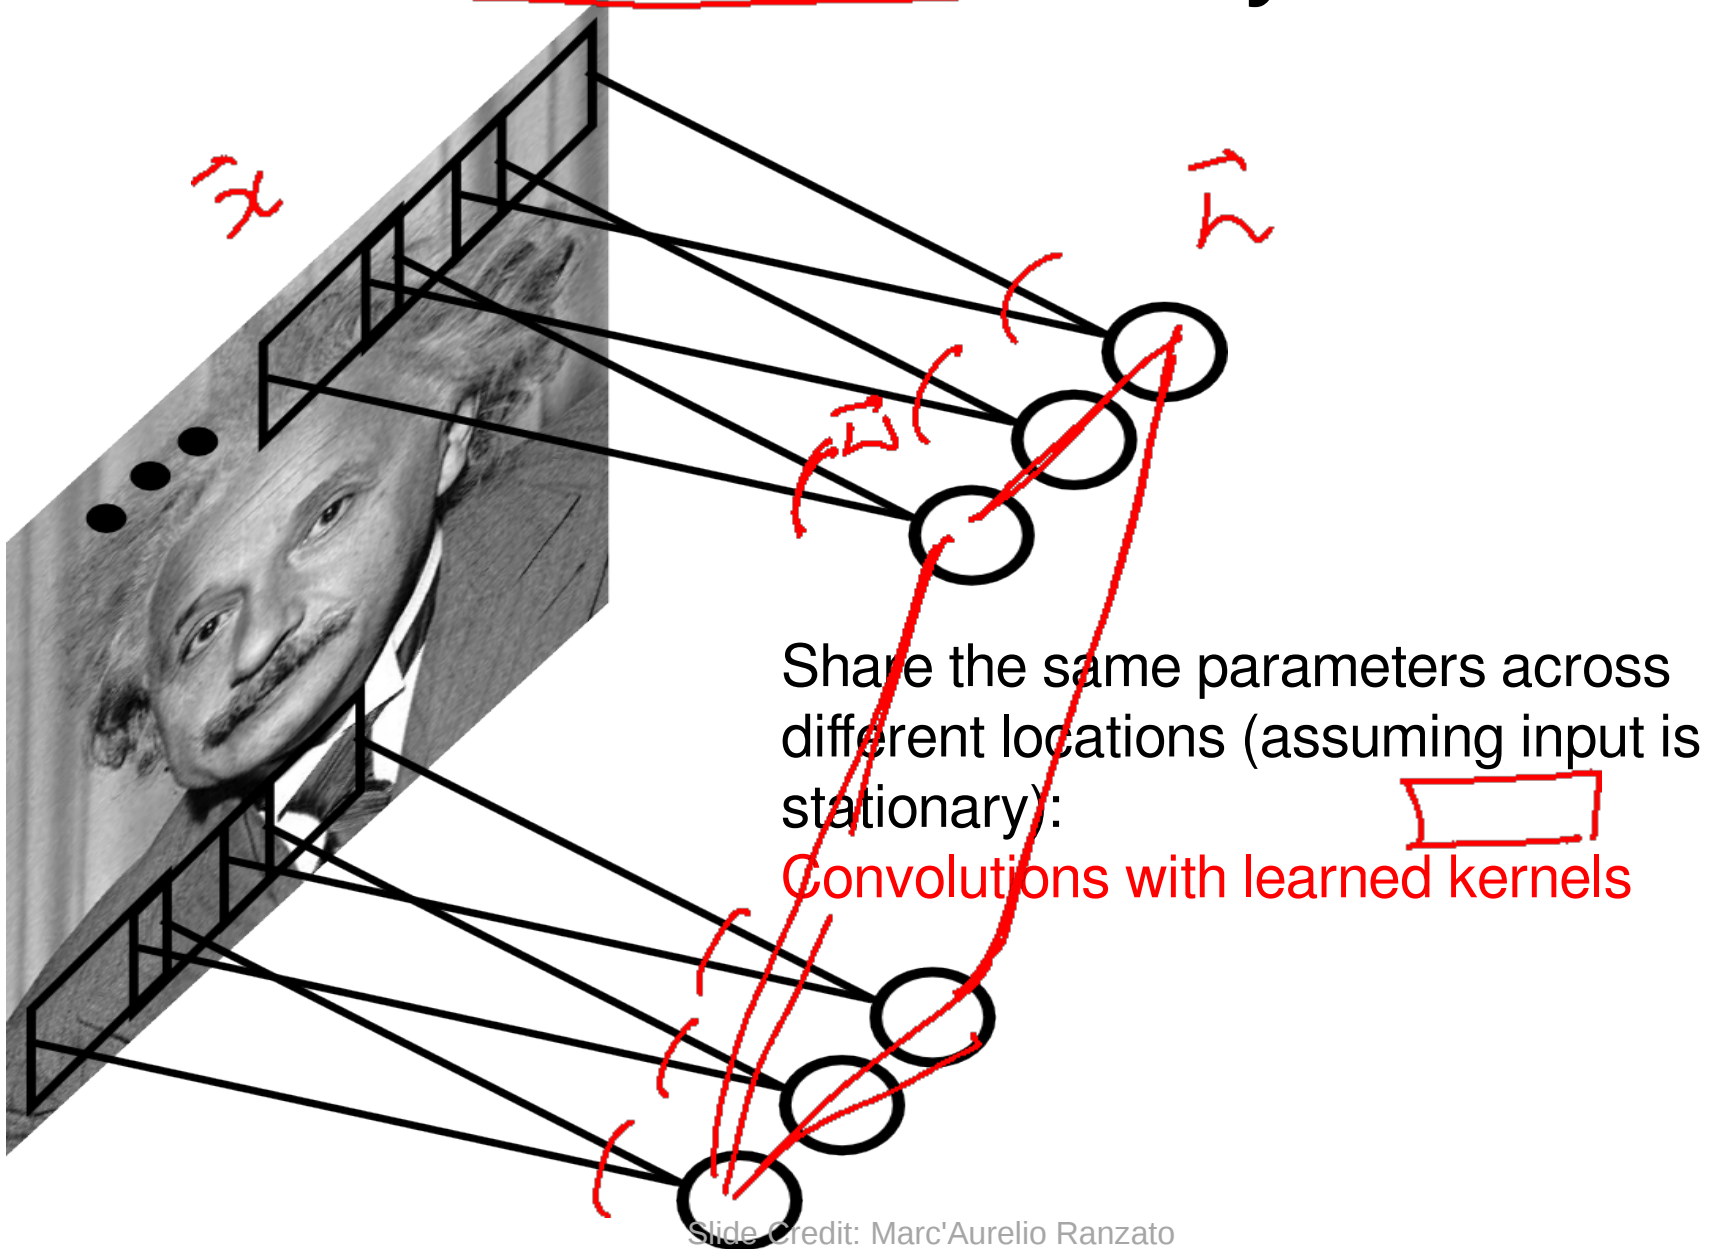 x
h
Share the same parameters across
different locations (assuming input is
stationary):
Convolutions with learned kernels
Slide Credit: Marc'Aurelio Ranzato